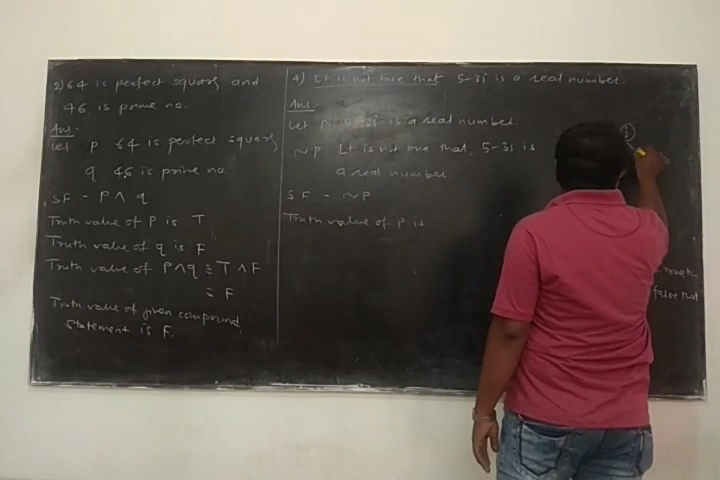 2) 64 is perfect square and
46 is prime no.
Ans.
Let p 64 is perfect square
q 46 is prime no.
SF - P ∧ q
Truth value of P is T
Truth value of q is F
Truth value of P∧q ≡ T ∧ F
≡ F
Truth value of given compound
statement is F.
4) It is not true that 5-3i is a real number.
Ans.
Let p 5-3i is a real number.
~p It is not true that 5-3i is
a real number.
SF - ~P
Truth value of P is
i
false that